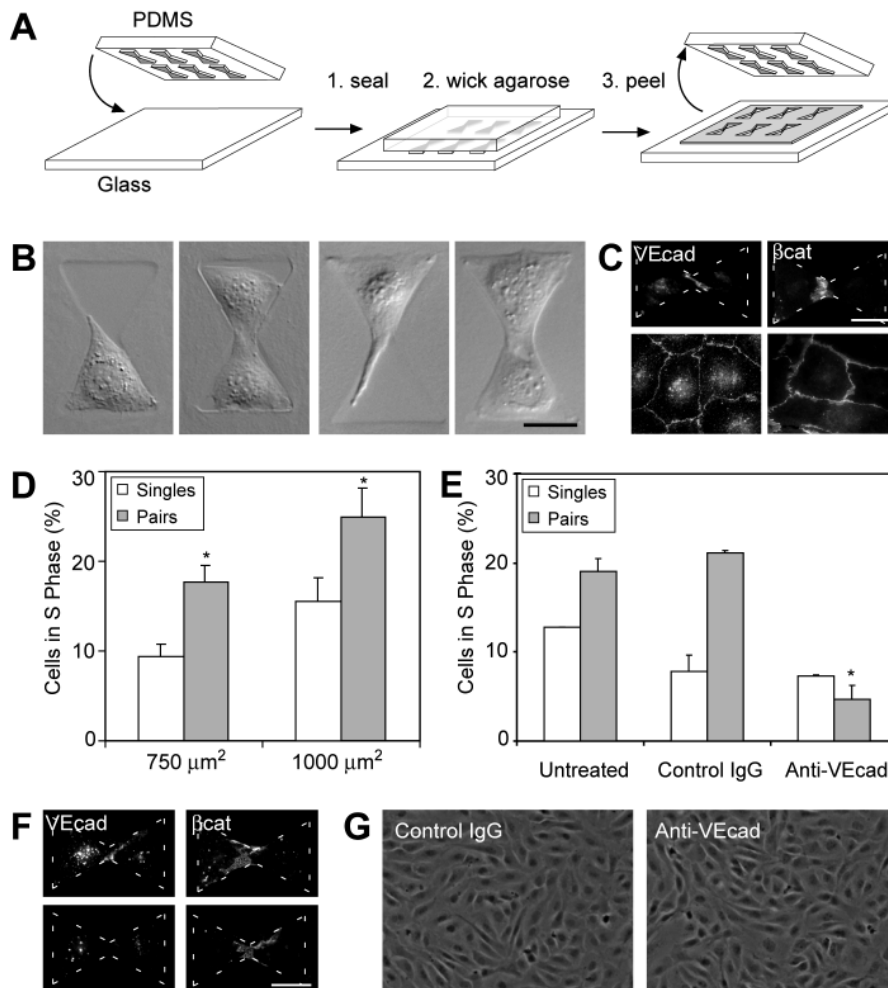 A
PDMS
Glass
1. seal
2. wick agarose
3. peel
B
C
VEcad
βcat
D
Cells in S Phase (%)
30
20
10
0
Singles
Pairs
*
*
750 μm²
1000 μm²
E
Cells in S Phase (%)
30
20
10
0
Singles
Pairs
*
Untreated
Control IgG
Anti-VEcad
F
VEcad
βcat
G
Control IgG
Anti-VEcad